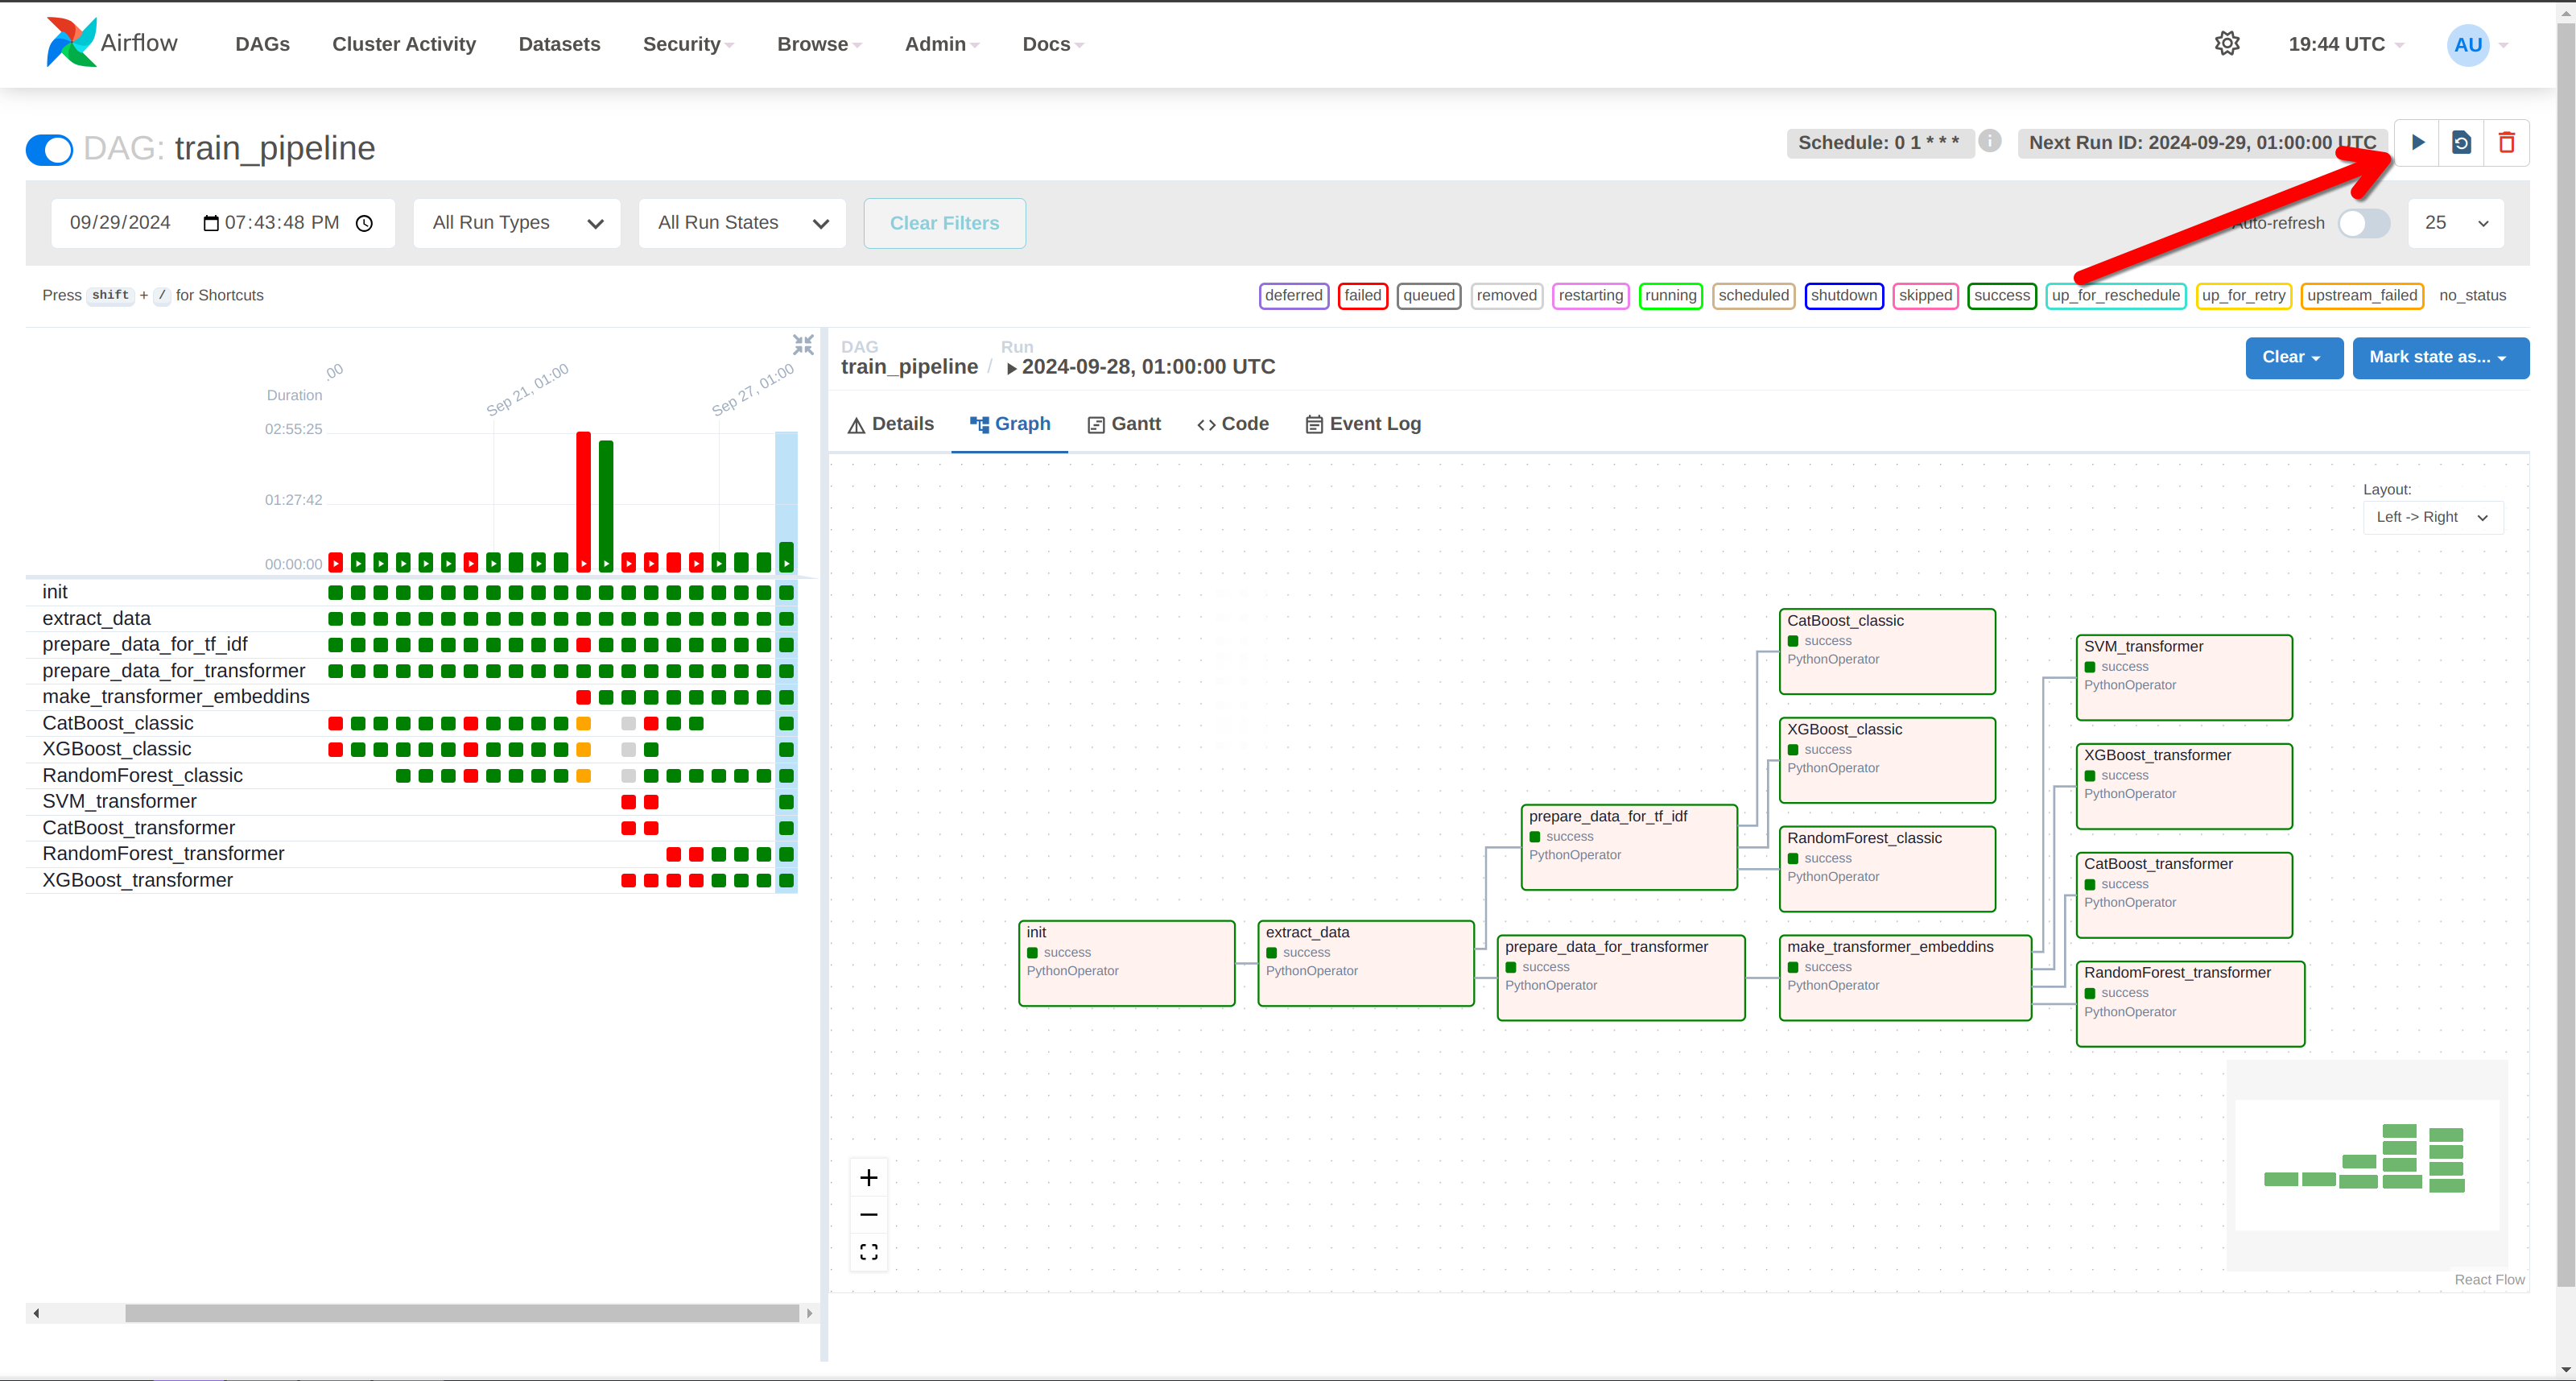 Airflow DAGs Cluster Activity Datasets Security Browse Admin Docs 19:44 UTC AU
DAG: train_pipeline Schedule: 0 1 * * * Next Run ID: 2024-09-29, 01:00:00 UTC
09/29/2024 07:43:48 PM All Run Types All Run States Clear Filters Auto-refresh 25
Press shift + / for Shortcuts deferred failed queued removed restarting running scheduled shutdown skipped success up_for_reschedule up_for_retry upstream_failed no_status
DAG Run
train_pipeline / 2024-09-28, 01:00:00 UTC Clear Mark state as...
Details Graph Gantt Code Event Log
:00 Sep 21, 01:00 Sep 27, 01:00
Duration
02:55:25
01:27:42
00:00:00
init
extract_data
prepare_data_for_tf_idf
prepare_data_for_transformer
make_transformer_embeddins
CatBoost_classic
XGBoost_classic
RandomForest_classic
SVM_transformer
CatBoost_transformer
RandomForest_transformer
XGBoost_transformer
Layout:
Left -> Right
init
success
PythonOperator
extract_data
success
PythonOperator
prepare_data_for_tf_idf
success
PythonOperator
prepare_data_for_transformer
success
PythonOperator
CatBoost_classic
success
PythonOperator
XGBoost_classic
success
PythonOperator
RandomForest_classic
success
PythonOperator
make_transformer_embeddins
success
PythonOperator
SVM_transformer
success
PythonOperator
XGBoost_transformer
success
PythonOperator
CatBoost_transformer
success
PythonOperator
RandomForest_transformer
success
PythonOperator
React Flow